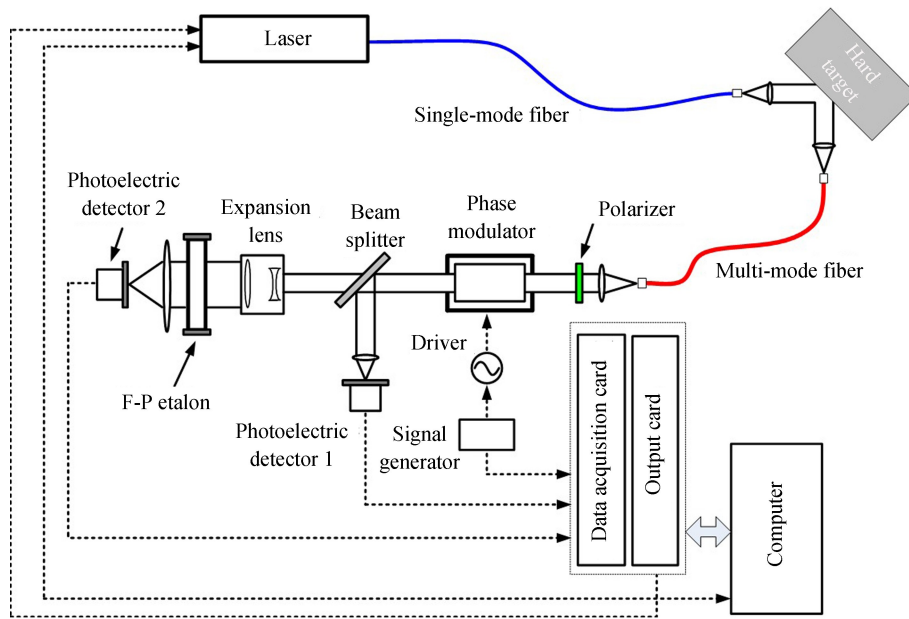 Laser
Hard
target
Single-mode fiber
Photoelectric
detector 2
Expansion
lens
Beam
splitter
Phase
modulator
Polarizer
Multi-mode fiber
Driver
F-P etalon
Photoelectric
detector 1
Signal
generator
Data acquisition card
Output card
Computer